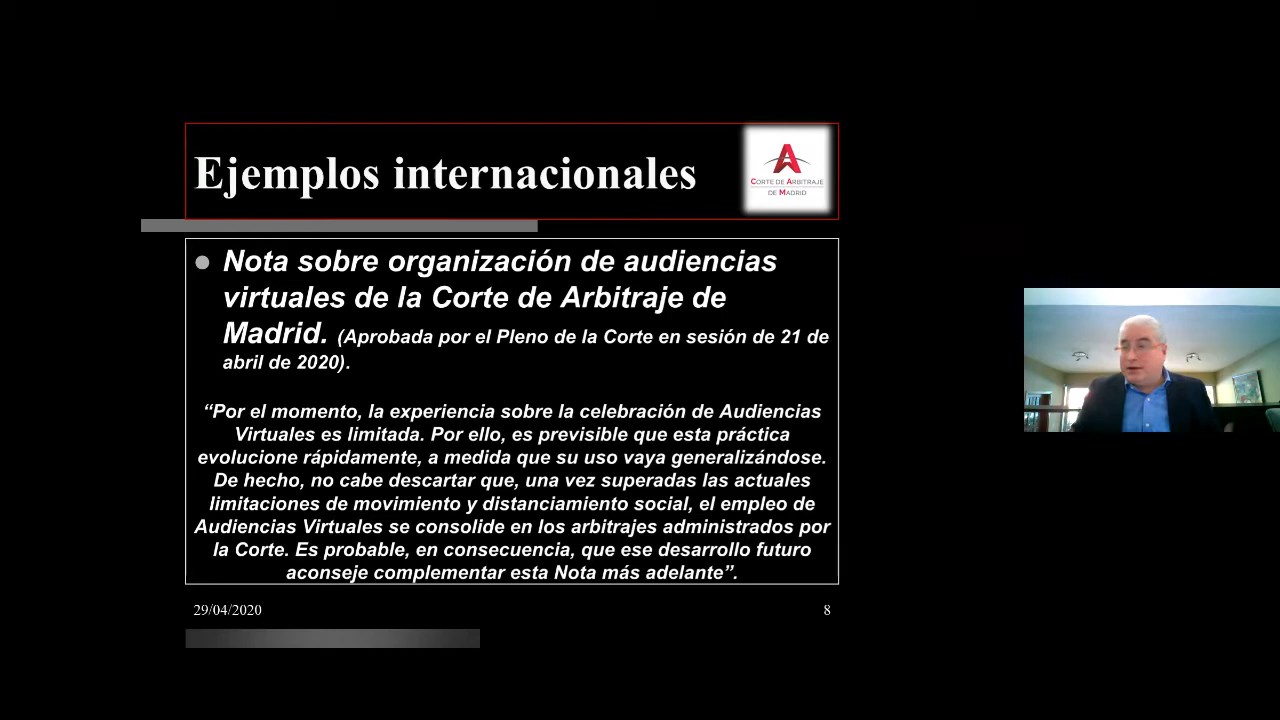 Ejemplos internacionales
CORTE DE ARBITRAJE
DE MADRID
Nota sobre organización de audiencias
virtuales de la Corte de Arbitraje de
Madrid. (Aprobada por el Pleno de la Corte en sesión de 21 de
abril de 2020).
“Por el momento, la experiencia sobre la celebración de Audiencias
Virtuales es limitada. Por ello, es previsible que esta práctica
evolucione rápidamente, a medida que su uso vaya generalizándose.
De hecho, no cabe descartar que, una vez superadas las actuales
limitaciones de movimiento y distanciamiento social, el empleo de
Audiencias Virtuales se consolide en los arbitrajes administrados por
la Corte. Es probable, en consecuencia, que ese desarrollo futuro
aconseje complementar esta Nota más adelante”.
29/04/2020
8